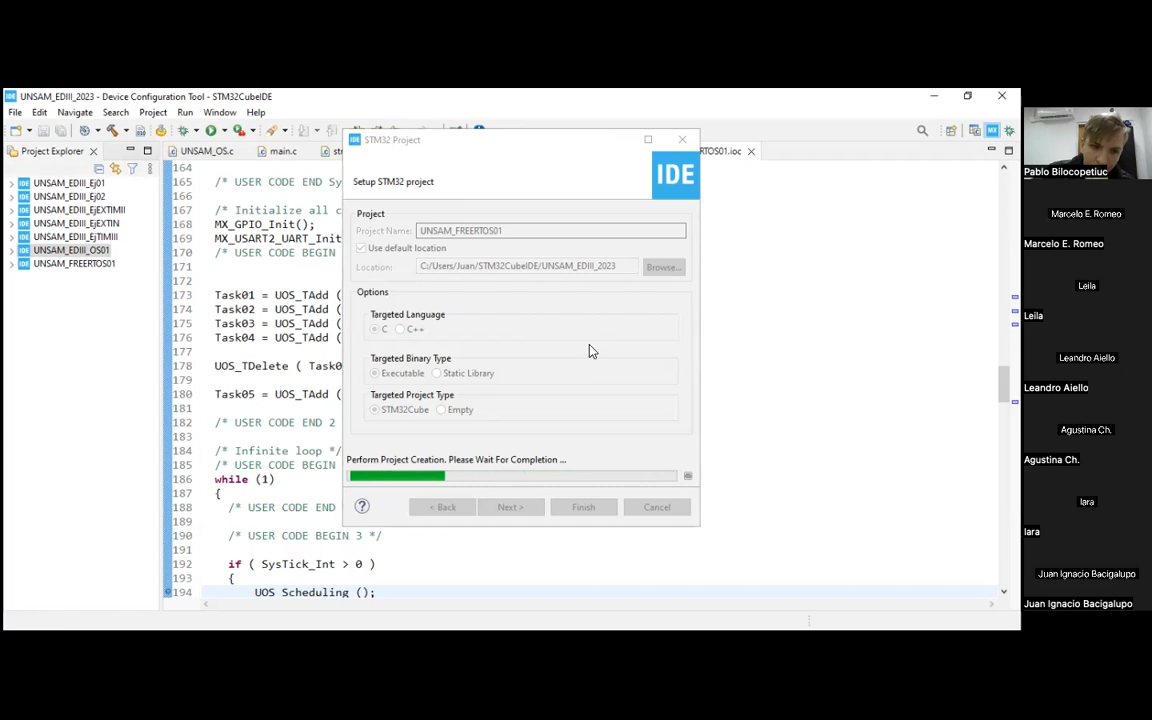 UNSAM_EDIII_2023 - Device Configuration Tool - STM32CubeIDE
File Edit Navigate Search Project Run Window Help
Project Explorer
UNSAM_EDIII_Ej01
UNSAM_EDIII_Ej02
UNSAM_EDIII_EjEXTIMII
UNSAM_EDIII_EjEXTIN
UNSAM_EDIII_EjTIMIII
UNSAM_EDIII_OS01
UNSAM_FREERTOS01
UNSAM_OS.c
main.c
RTOS01.ioc
164
165 /* USER CODE END Sy
166
167 /* Initialize all c
168 MX_GPIO_Init();
169 MX_USART2_UART_Init
170 /* USER CODE BEGIN
171
172
173 Task01 = UOS_TAdd (
174 Task02 = UOS_TAdd (
175 Task03 = UOS_TAdd (
176 Task04 = UOS_TAdd (
177
178 UOS_TDelete ( Task0
179
180 Task05 = UOS_TAdd (
181
182 /* USER CODE END 2
183
184 /* Infinite loop */
185 /* USER CODE BEGIN
186 while (1)
187 {
188 /* USER CODE END
189
190 /* USER CODE BEGIN 3 */
191
192 if ( SysTick_Int > 0 )
193 {
194 UOS_Scheduling ();
IDE STM32 Project
Setup STM32 project
IDE
Project
Project Name: UNSAM_FREERTOS01
Use default location
Location: C:/Users/Juan/STM32CubeIDE/UNSAM_EDIII_2023 Browse...
Options
Targeted Language
C C++
Targeted Binary Type
Executable Static Library
Targeted Project Type
STM32Cube Empty
Perform Project Creation. Please Wait For Completion ...
< Back Next > Finish Cancel
Pablo Bilocopetiuc
Marcelo E. Romeo
Marcelo E. Romeo
Leila
Leila
Leandro Aiello
Leandro Aiello
Agustina Ch.
Agustina Ch.
Iara
Iara
Juan Ignacio Bacigalupo
Juan Ignacio Bacigalupo